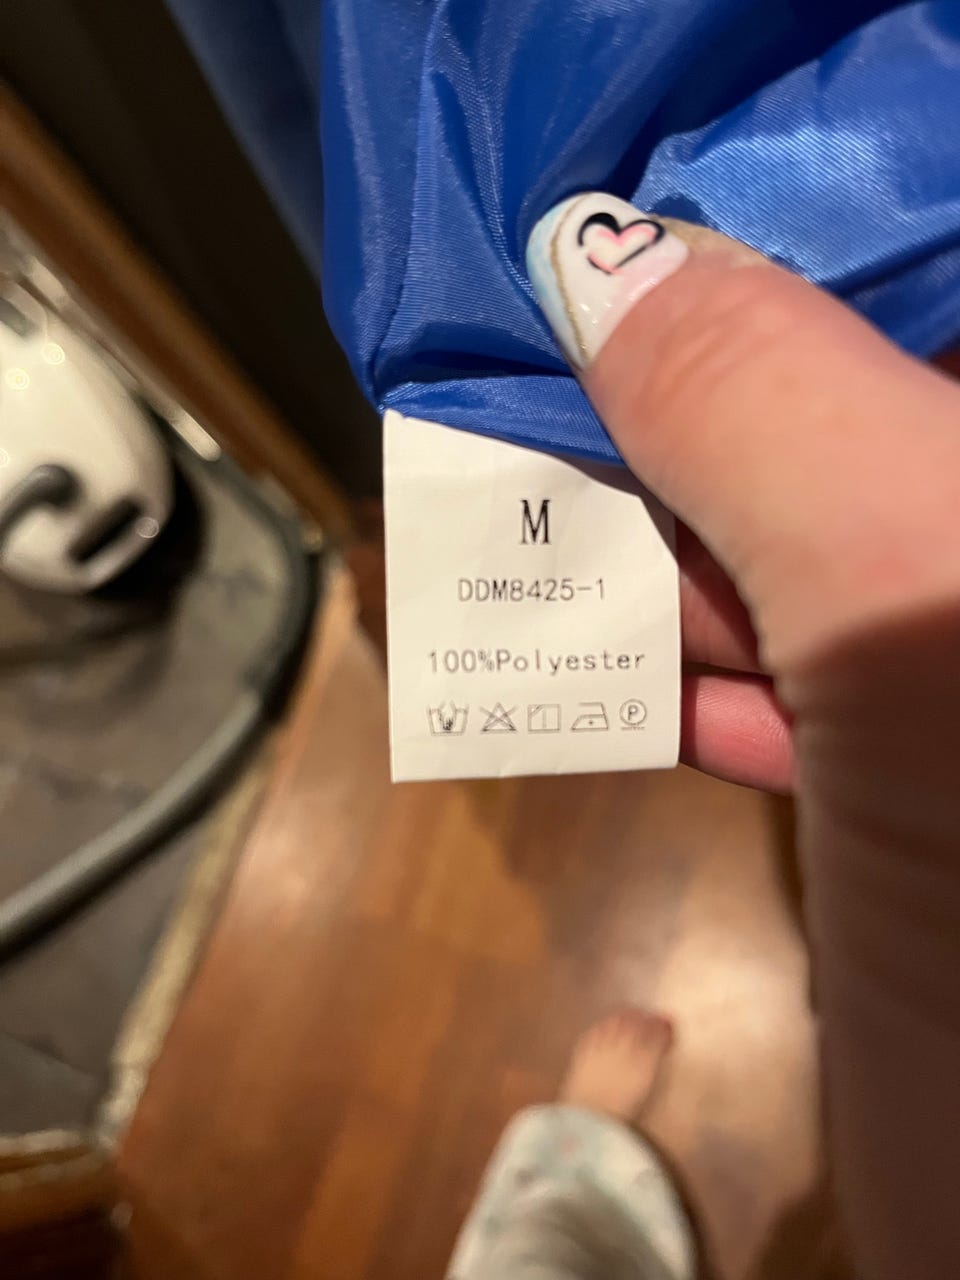 M
DDM8425-1
100%Polyester
P